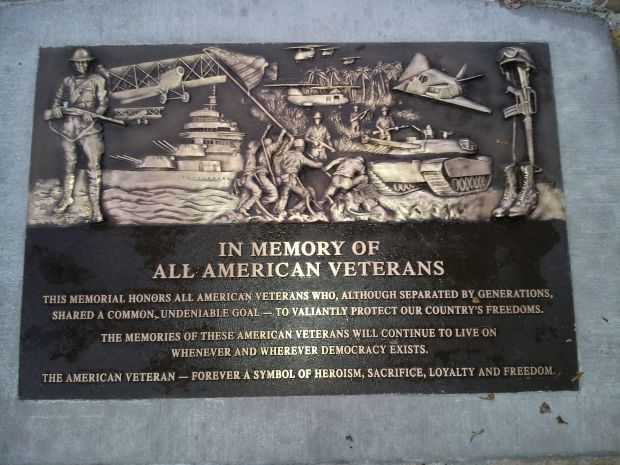 IN MEMORY OF
ALL AMERICAN VETERANS
THIS MEMORIAL HONORS ALL AMERICAN VETERANS WHO, ALTHOUGH SEPARATED BY GENERATIONS,
SHARED A COMMON, UNDENIABLE GOAL — TO VALIANTLY PROTECT OUR COUNTRY'S FREEDOMS.
THE MEMORIES OF THESE AMERICAN VETERANS WILL CONTINUE TO LIVE ON
WHENEVER AND WHEREVER DEMOCRACY EXISTS.
THE AMERICAN VETERAN — FOREVER A SYMBOL OF HEROISM, SACRIFICE, LOYALTY AND FREEDOM.